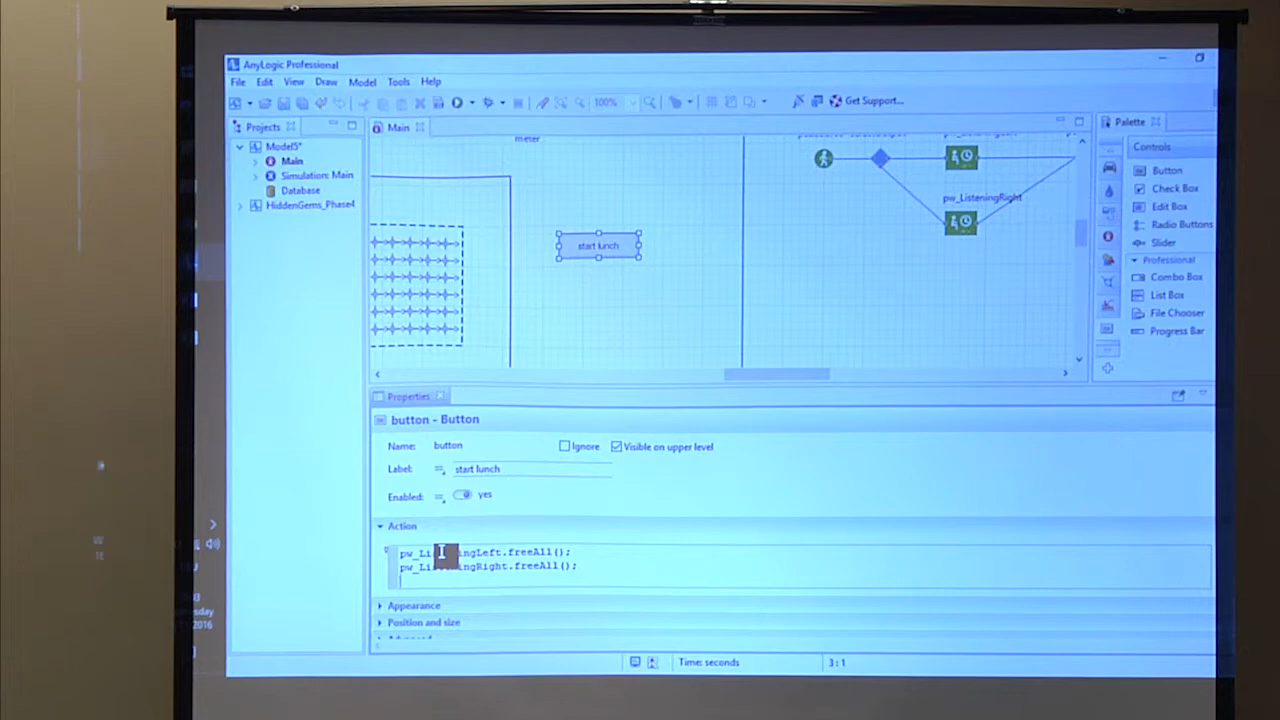 AnyLogic Professional
File Edit View Draw Model Tools Help
100%
Get Support...
Projects
Model5*
Main
Simulation: Main
Database
HiddenGems_Phase4
Main
meter
start lunch
pw_ListeningRight
Palette
Controls
Button
Check Box
Edit Box
Radio Buttons
Slider
Professional
Combo Box
List Box
File Chooser
Progress Bar
Properties
button - Button
Name: button Ignore Visible on upper level
Label: start lunch
Enabled: yes
Action
ngLeft.freeAll();
ngRight.freeAll();
Appearance
Position and size
Time: seconds 3:1
2016